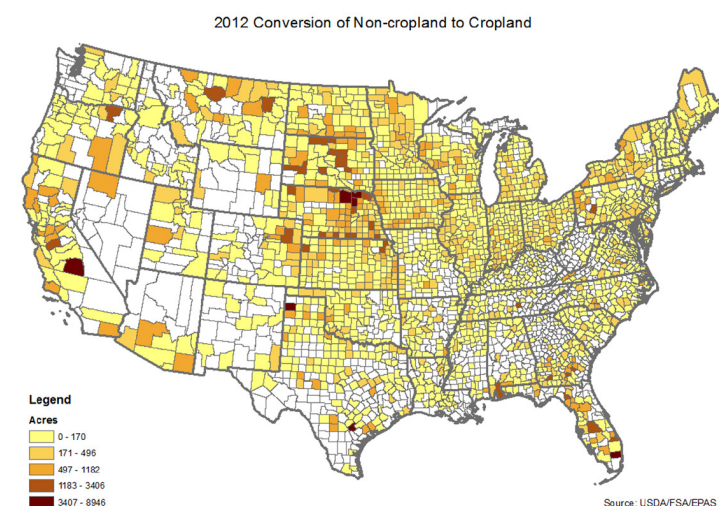 2012 Conversion of Non-cropland to Cropland
Legend
Acres
0 - 170
171 - 496
497 - 1182
1183 - 3406
3407 - 8946
Source: USDA/FSA/EPAS